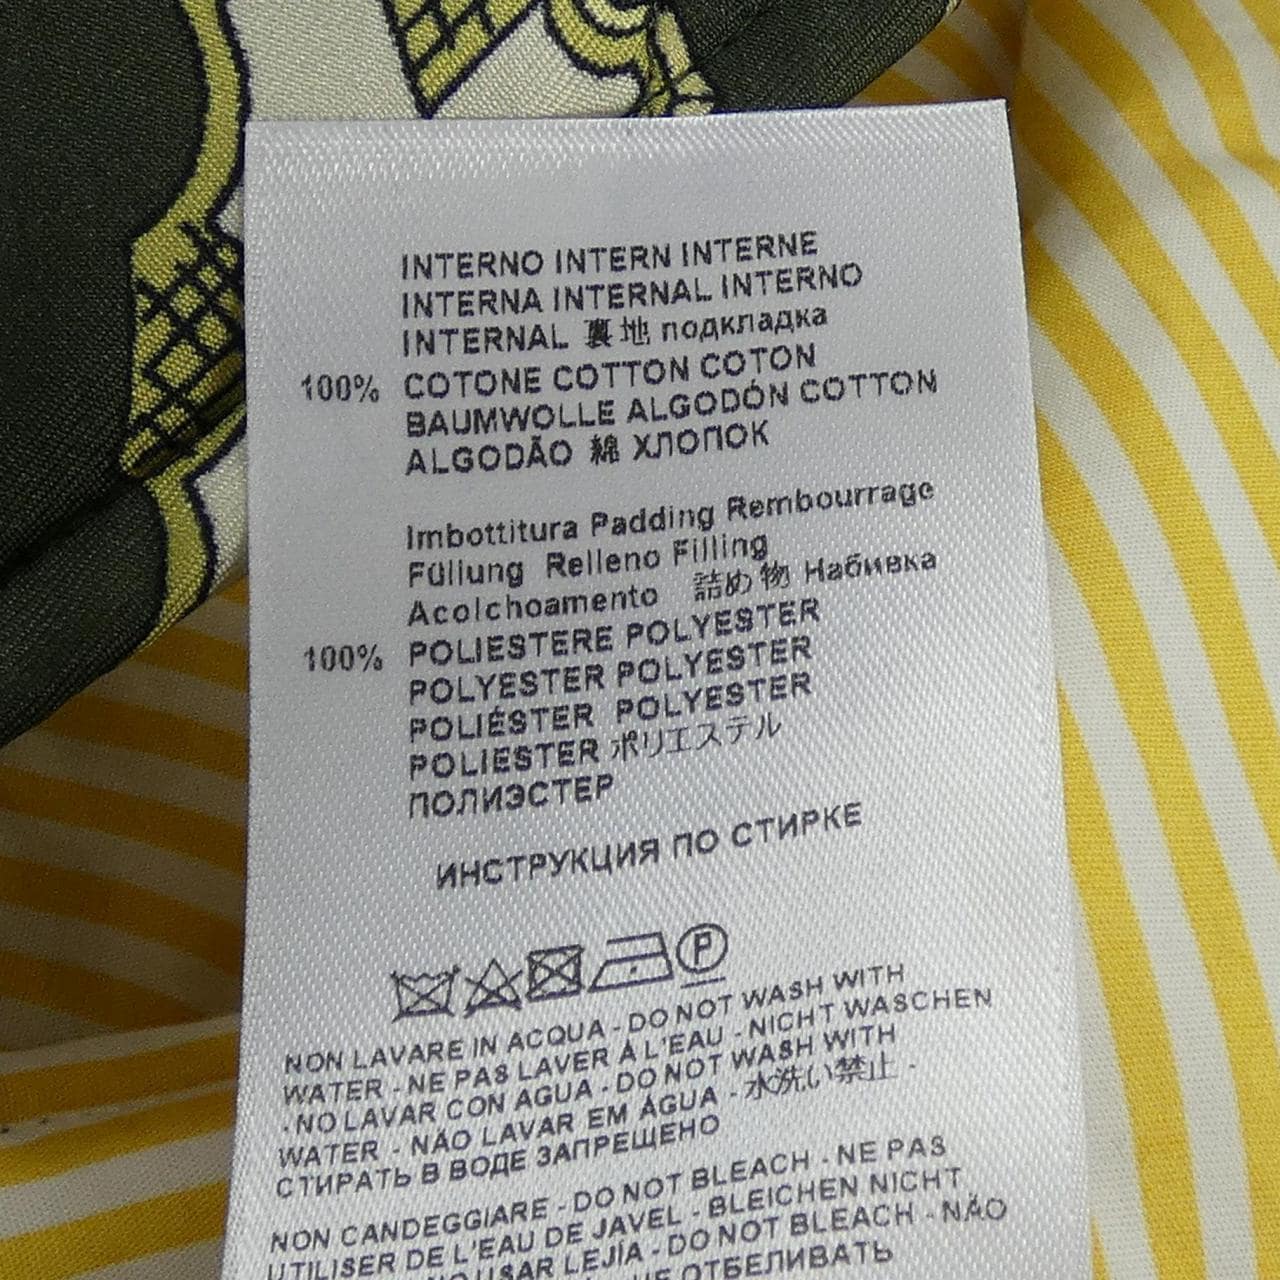 INTERNO INTERN INTERNE
INTERNA INTERNAL INTERNO
INTERNAL 裏地 подкладка
100% COTONE COTTON COTON
BAUMWOLLE ALGODÓN COTTON
ALGODÃO 綿 ХЛОПОК
Imbottitura Padding Rembourrage
Füllung Relleno Filling
Acolchoamento 詰め物 Набивка
100% POLIESTERE POLYESTER
POLYESTER POLYESTER
POLIÉSTER POLYESTER
POLIESTER ポリエステル
ПОЛИЭСТЕР
ИНСТРУКЦИЯ ПО СТИРКЕ
P
NON LAVARE IN ACQUA - DO NOT WASH WITH
WATER - NE PAS LAVER À L'EAU - NICHT WASCHEN
- NO LAVAR CON AGUA - DO NOT WASH WITH
WATER - NÃO LAVAR EM ÁGUA - 水洗い禁止 -
СТИРАТЬ В ВОДЕ ЗАПРЕЩЕНО
NON CANDEGGIARE - DO NOT BLEACH - NE PAS
UTILISER DE L'EAU DE JAVEL - BLEICHEN NICHT
NO USAR LEJÍA - DO NOT BLEACH - NÃO
НЕ ОТБЕЛИВАТЬ